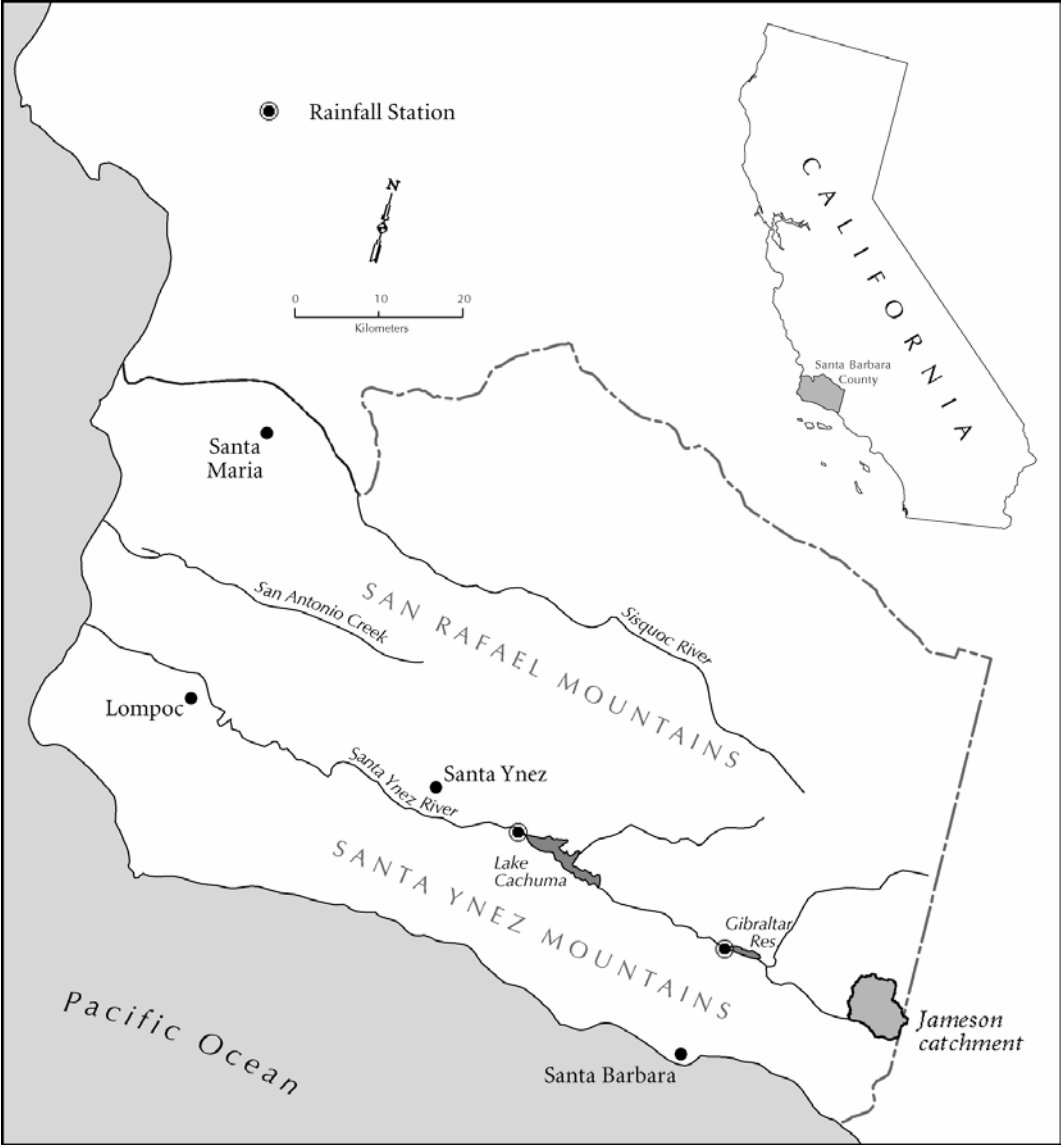 Rainfall Station
N
0 10 20
Kilometers
CALIFORNIA
Santa Barbara
County
Santa
Maria
San Antonio Creek
SAN RAFAEL MOUNTAINS
Sisquoc River
Lompoc
Santa Ynez
Santa Ynez River
Lake
Cachuma
SANTA YNEZ MOUNTAINS
Gibraltar
Res.
Jameson
catchment
Pacific Ocean
Santa Barbara